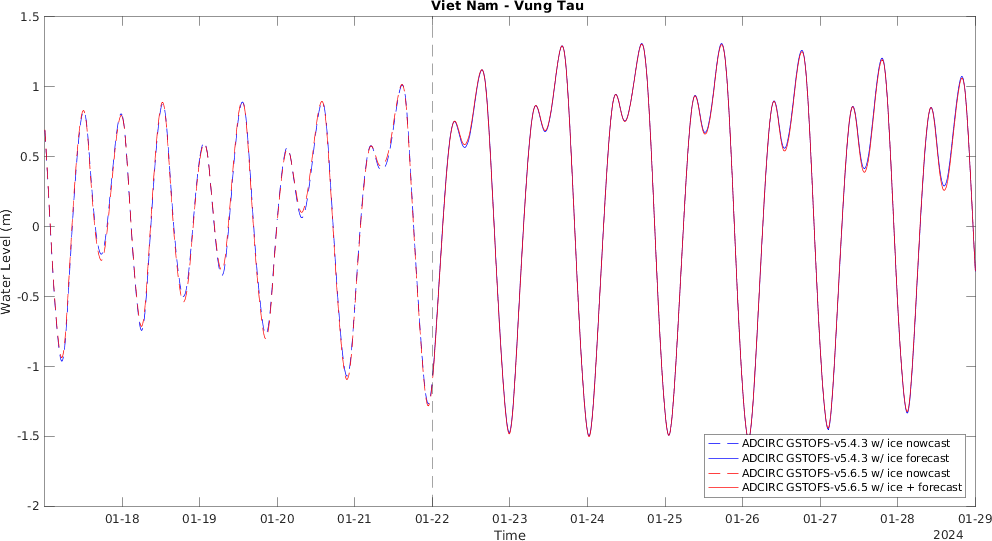 Viet Nam - Vung Tau
1.5
1
0.5
0
-0.5
-1
-1.5
-2
Water Level (m)
ADCIRC GSTOFS-v5.4.3 w/ ice nowcast
ADCIRC GSTOFS-v5.4.3 w/ ice forecast
ADCIRC GSTOFS-v5.6.5 w/ ice nowcast
ADCIRC GSTOFS-v5.6.5 w/ ice + forecast
01-18 01-19 01-20 01-21 01-22 01-23 01-24 01-25 01-26 01-27 01-28 01-29
Time
2024